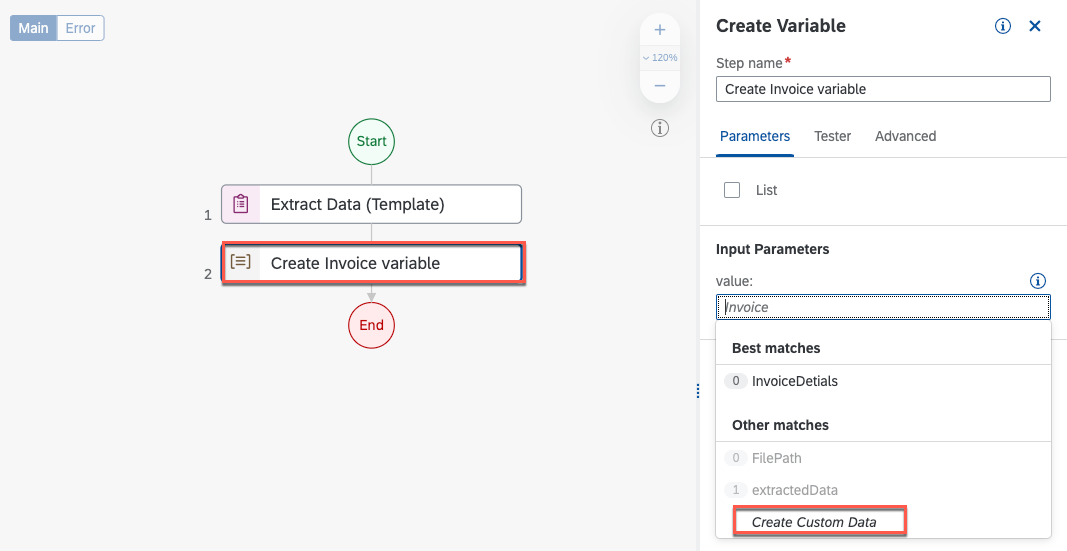 Main
Error
+
120%
−
i
Start
1
Extract Data (Template)
2
[≡]
Create Invoice variable
End
Create Variable
i
Step name*
Create Invoice variable
Parameters
Tester
Advanced
List
Input Parameters
value:
i
Invoice
Best matches
0 InvoiceDetials
Other matches
0 FilePath
1 extractedData
Create Custom Data